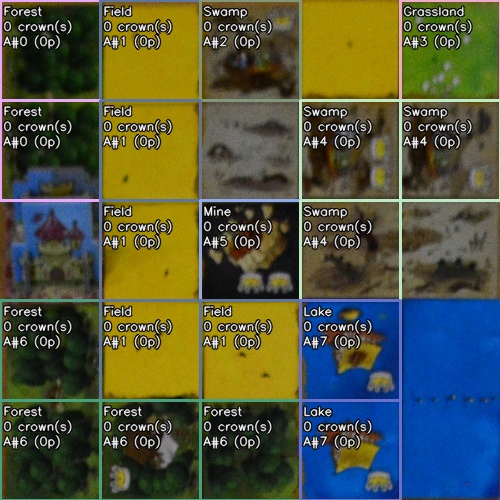 Forest
0 crown(s)
A#0 (0p)
Field
0 crown(s)
A#1 (0p)
Swamp
0 crown(s)
A#2 (0p)
Grassland
0 crown(s)
A#3 (0p)
Forest
0 crown(s)
A#0 (0p)
Field
0 crown(s)
A#1 (0p)
Swamp
0 crown(s)
A#4 (0p)
Swamp
0 crown(s)
A#4 (0p)
Field
0 crown(s)
A#1 (0p)
Mine
0 crown(s)
A#5 (0p)
Swamp
0 crown(s)
A#4 (0p)
Forest
0 crown(s)
A#6 (0p)
Field
0 crown(s)
A#1 (0p)
Field
0 crown(s)
A#1 (0p)
Lake
0 crown(s)
A#7 (0p)
Forest
0 crown(s)
A#6 (0p)
Forest
0 crown(s)
A#6 (0p)
Forest
0 crown(s)
A#6 (0p)
Lake
0 crown(s)
A#7 (0p)